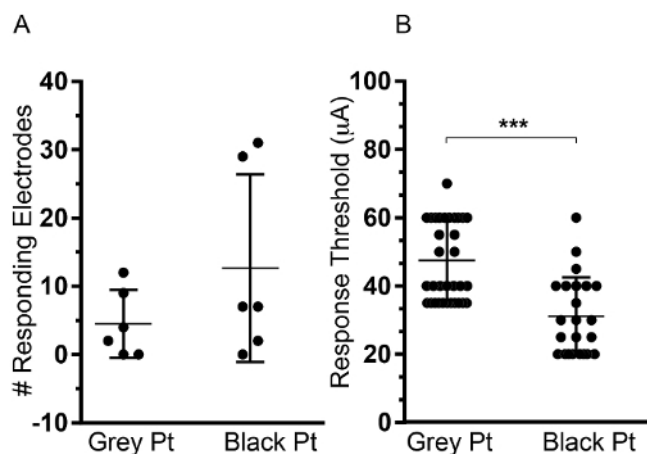 A
B
# Responding Electrodes
40
30
20
10
0
-10
Grey Pt
Black Pt
Response Threshold (μA)
100
80
60
40
20
0
***
Grey Pt
Black Pt